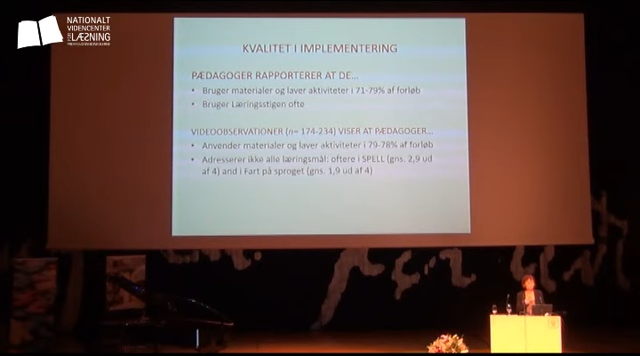 NATIONALT
VIDENCENTER
FOR LÆSNING
KVALITET I IMPLEMENTERING
PÆDAGOGER RAPPORTERER AT DE…
• Bruger materialer og laver aktiviteter i 71-79% af forløb
• Bruger Læringsstigen ofte
VIDEOOBSERVATIONER (n= 174-234) VISER AT PÆDAGOGER…
• Anvender materialer og laver aktiviteter i 79-78% af forløb
• Adresserer ikke alle læringsmål: oftere i SPELL (gns. 2,9 ud
af 4) and i Fart på sproget (gns. 1,9 ud af 4)